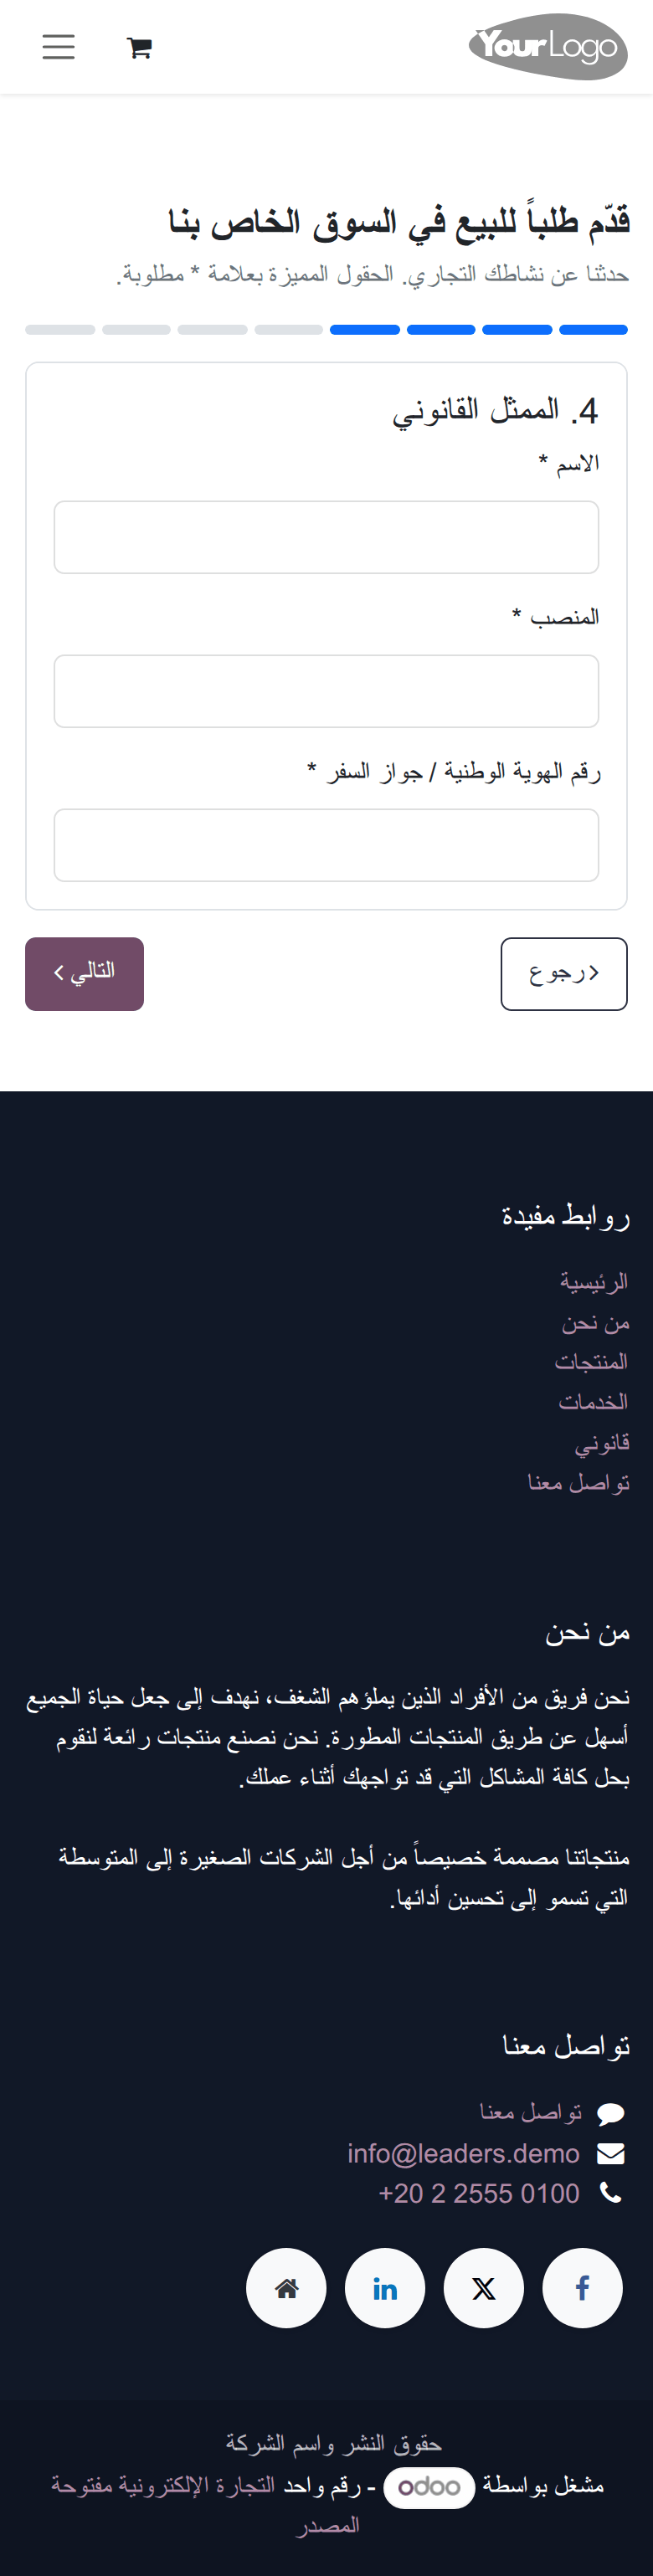 YourLogo
قدّم طلباً للبيع في السوق الخاص بنا
حدثنا عن نشاطك التجاري. الحقول المميزة بعلامة * مطلوبة.
4. الممثل القانوني
الاسم *
المنصب *
رقم الهوية الوطنية / جواز السفر *
رجوع
التالي
روابط مفيدة
الرئيسية
من نحن
المنتجات
الخدمات
قانوني
تواصل معنا
من نحن
نحن فريق من الأفراد الذين يملؤهم الشغف، نهدف إلى جعل حياة الجميع
أسهل عن طريق المنتجات المطورة. نحن نصنع منتجات رائعة لنقوم
بحل كافة المشاكل التي قد تواجهك أثناء عملك.
منتجاتنا مصممة خصيصاً من أجل الشركات الصغيرة إلى المتوسطة
التي تسمو إلى تحسين أدائها.
تواصل معنا
تواصل معنا
info@leaders.demo
+20 2 2555 0100
حقوق النشر واسم الشركة
مشغل بواسطة odoo - رقم واحد التجارة الإلكترونية مفتوحة
المصدر